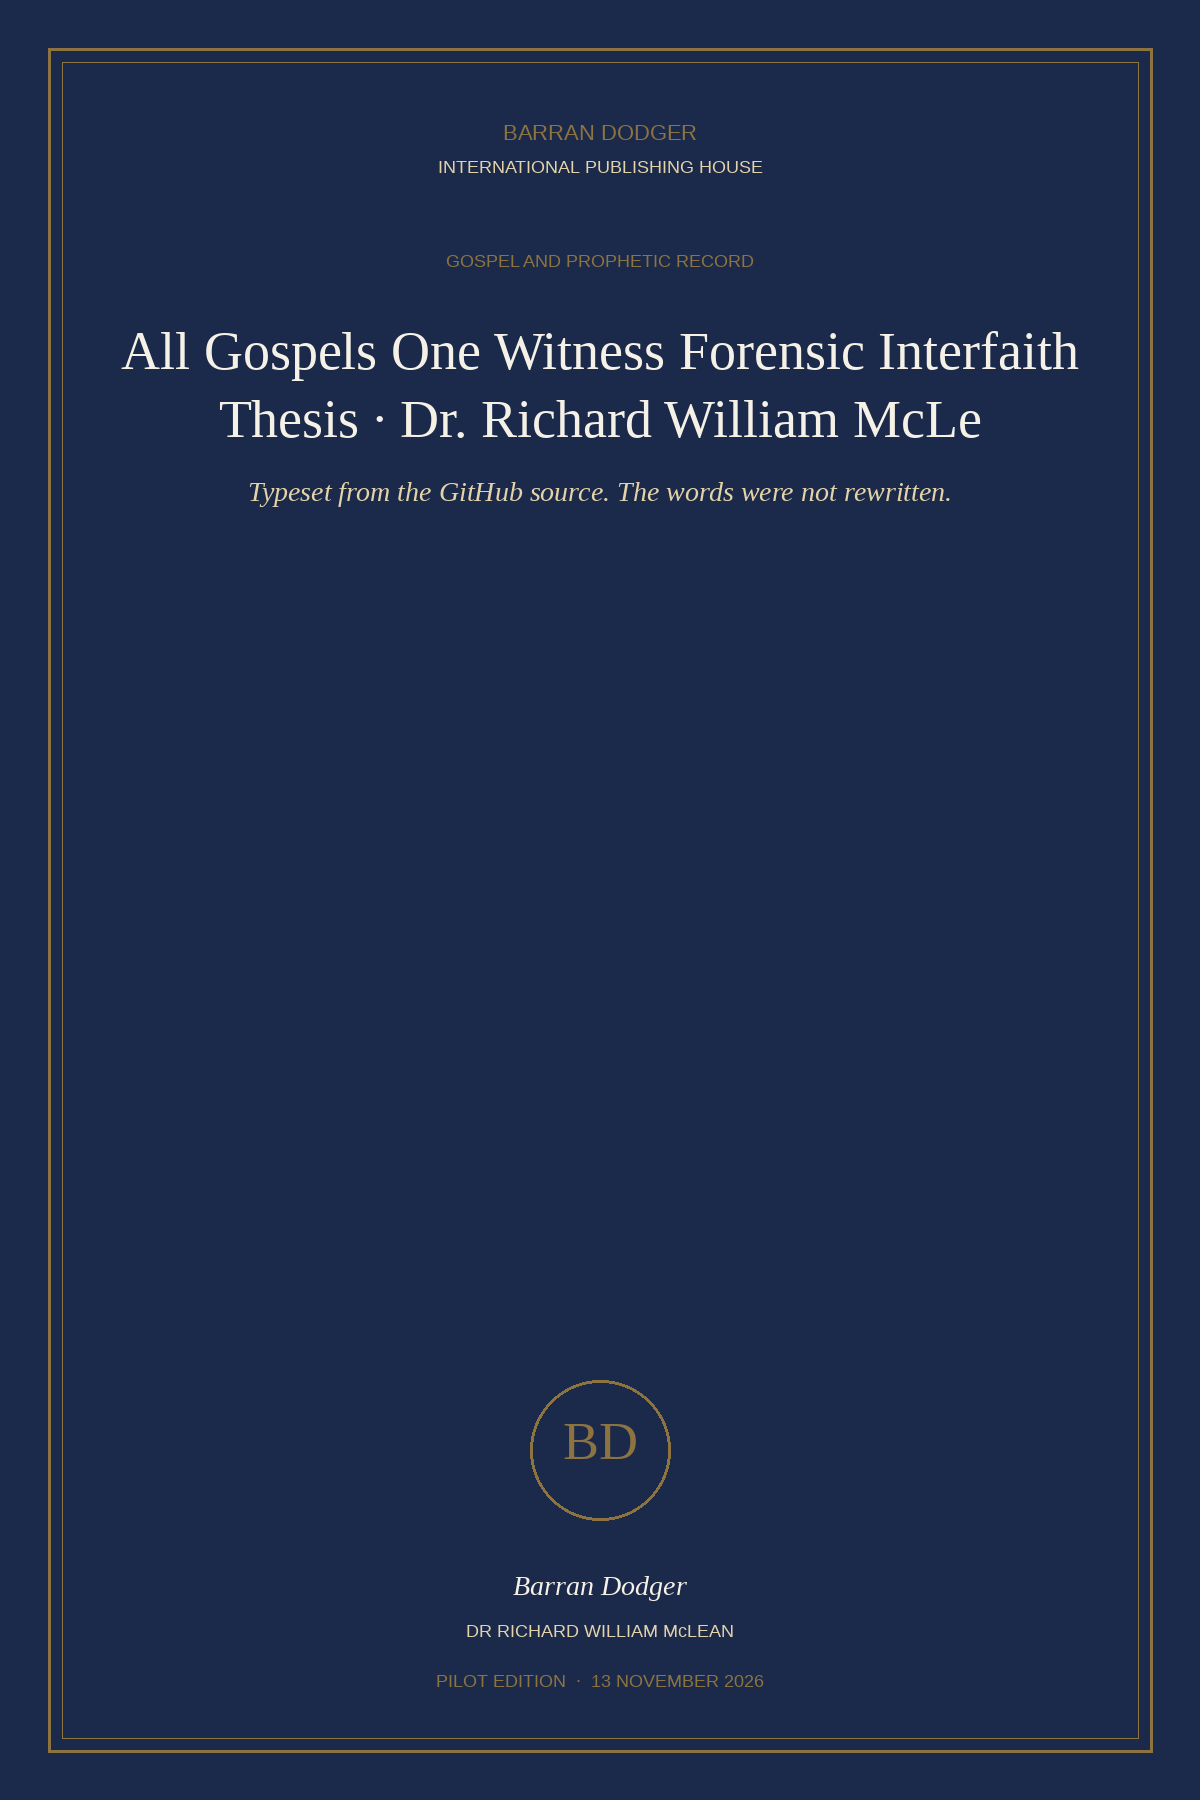 BARRAN DODGER
INTERNATIONAL PUBLISHING HOUSE
GOSPEL AND PROPHETIC RECORD
All Gospels One Witness Forensic Interfaith
Thesis · Dr. Richard William McLe
Typeset from the GitHub source. The words were not rewritten.
BD
Barran Dodger
DR RICHARD WILLIAM McLEAN
PILOT EDITION · 13 NOVEMBER 2026